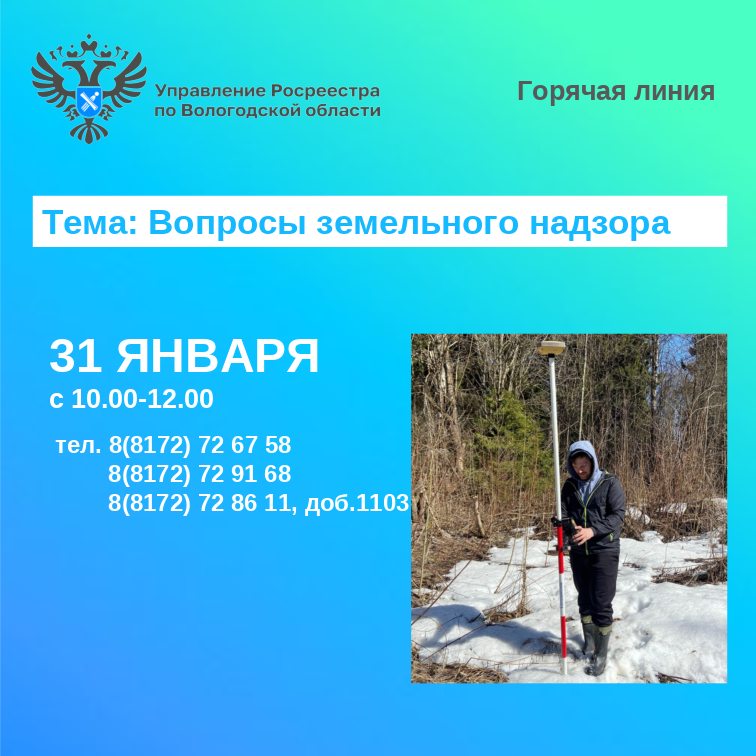 Управление Росреестра
по Вологодской области
Горячая линия
Тема: Вопросы земельного надзора
31 ЯНВАРЯ
с 10.00-12.00
тел. 8(8172) 72 67 58
8(8172) 72 91 68
8(8172) 72 86 11, доб.1103